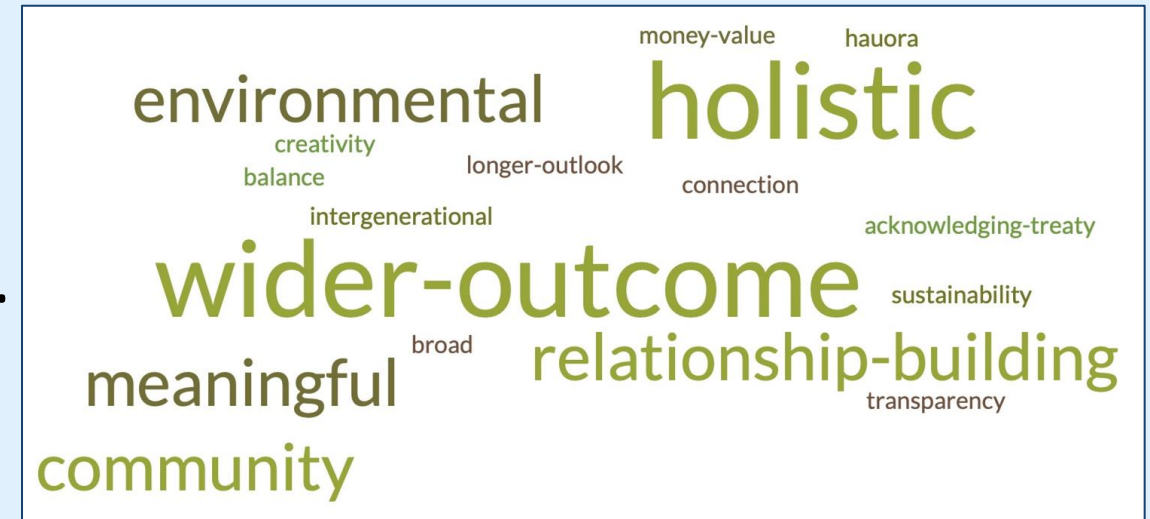 money-value hauora
environmental holistic
creativity
longer-outlook
balance connection
intergenerational
acknowledging-treaty
wider-outcome sustainability
broad relationship-building
meaningful
transparency
community